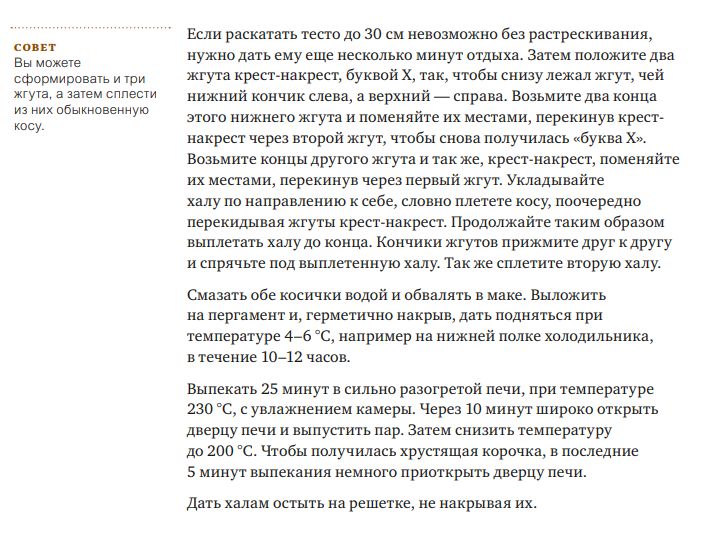 СОВЕТ
Вы можете
сформировать и три
жгута, а затем сплести
из них обыкновенную
косу.
Если раскатать тесто до 30 см невозможно без растрескивания,
нужно дать ему еще несколько минут отдыха. Затем положите два
жгута крест-накрест, буквой X, так, чтобы снизу лежал жгут, чей
нижний кончик слева, а верхний — справа. Возьмите два конца
этого нижнего жгута и поменяйте их местами, перекинув крест-
накрест через второй жгут, чтобы снова получилась «буква X».
Возьмите концы другого жгута и так же, крест-накрест, поменяйте
их местами, перекинув через первый жгут. Укладывайте
халу по направлению к себе, словно плетете косу, поочередно
перекидывая жгуты крест-накрест. Продолжайте таким образом
выплетать халу до конца. Кончики жгутов прижмите друг к другу
и спрячьте под выплетенную халу. Так же сплетите вторую халу.
Смазать обе косички водой и обвалять в маке. Выложить
на пергамент и, герметично накрыв, дать подняться при
температуре 4–6 °C, например на нижней полке холодильника,
в течение 10–12 часов.
Выпекать 25 минут в сильно разогретой печи, при температуре
230 °C, с увлажнением камеры. Через 10 минут широко открыть
дверцу печи и выпустить пар. Затем снизить температуру
до 200 °C. Чтобы получилась хрустящая корочка, в последние
5 минут выпекания немного приоткрыть дверцу печи.
Дать халам остыть на решетке, не накрывая их.